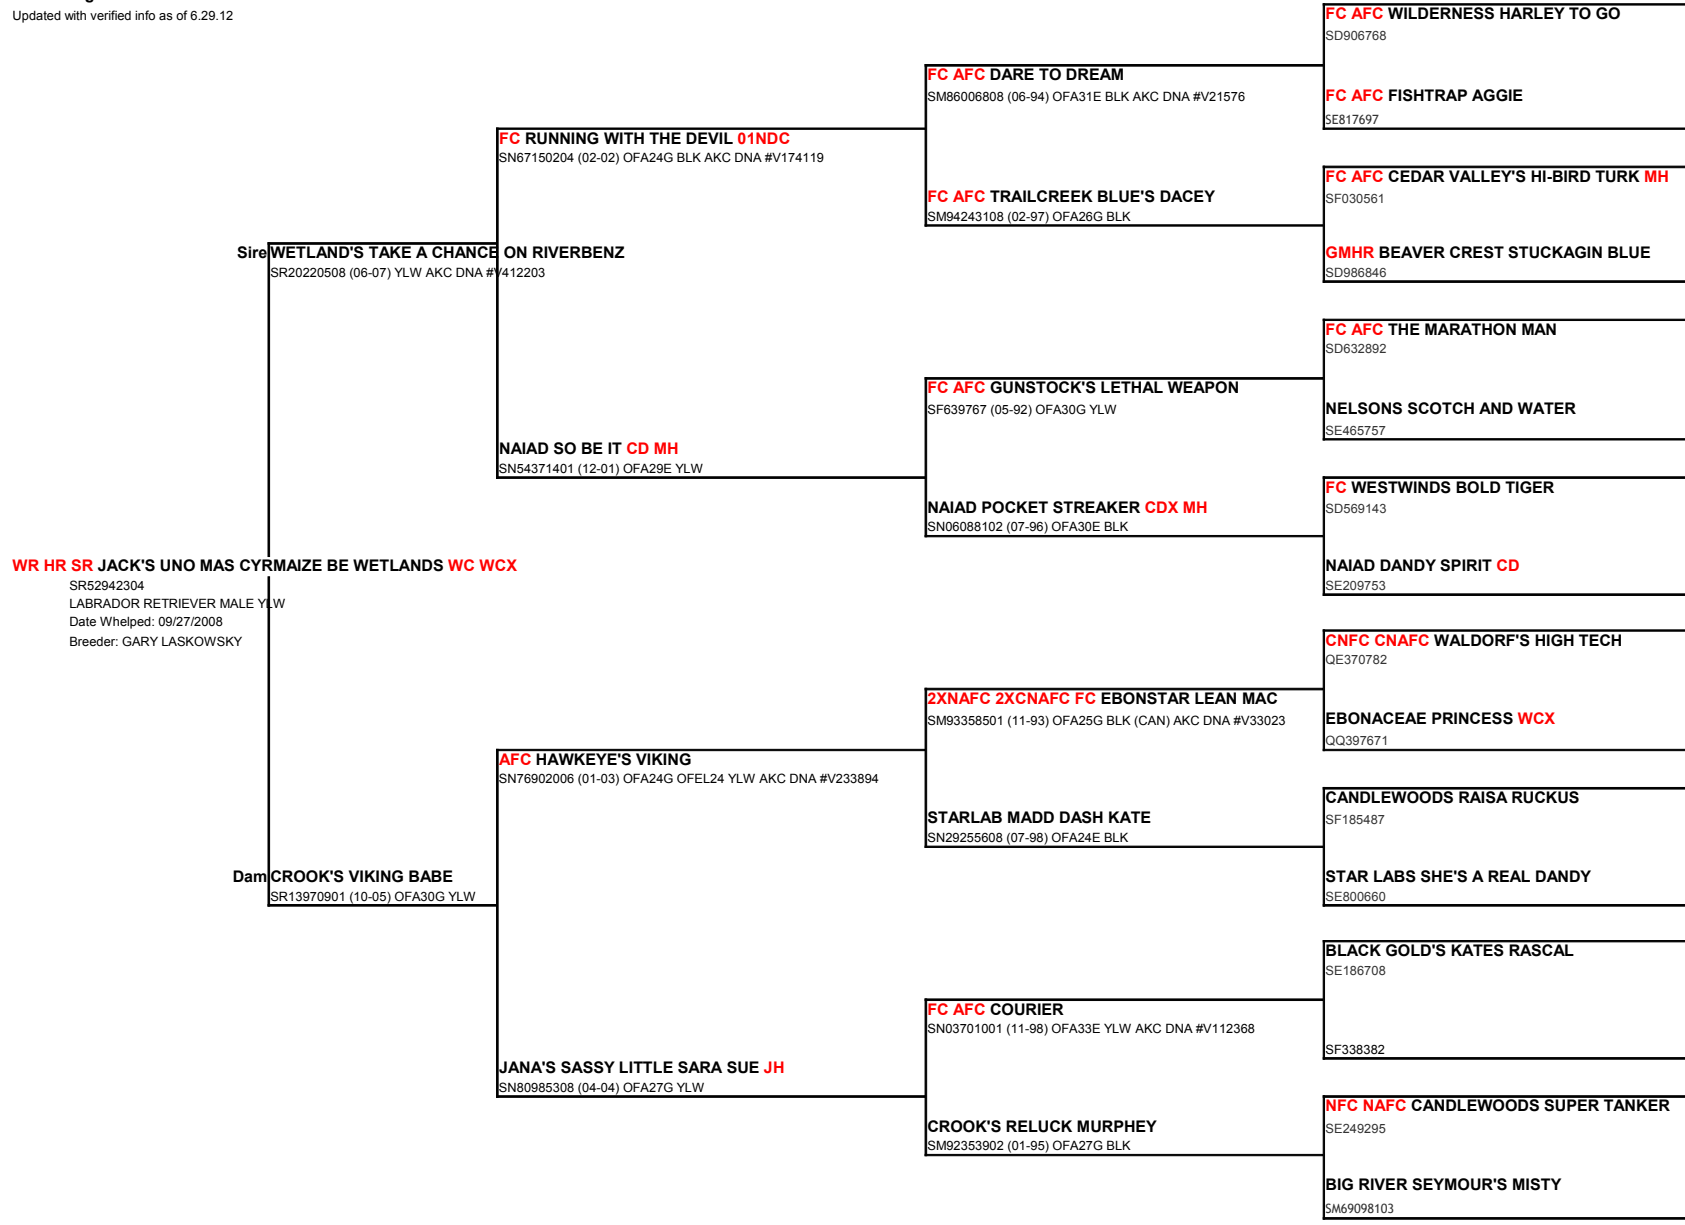 Updated with verified info as of 6.29.12
FC AFC WILDERNESS HARLEY TO GO
SD906768
FC AFC DARE TO DREAM
SM86006808 (06-94) OFA31E BLK AKC DNA #V21576
FC AFC FISHTRAP AGGIE
SE817697
FC RUNNING WITH THE DEVIL 01NDC
SN67150204 (02-02) OFA24G BLK AKC DNA #V174119
FC AFC CEDAR VALLEY'S HI-BIRD TURK MH
SF030561
FC AFC TRAILCREEK BLUE'S DACEY
SM94243108 (02-97) OFA26G BLK
GMHR BEAVER CREST STUCKAGIN BLUE
SD986846
Sire WETLAND'S TAKE A CHANCE ON RIVERBENZ
SR20220508 (06-07) YLW AKC DNA #V412203
FC AFC THE MARATHON MAN
SD632892
FC AFC GUNSTOCK'S LETHAL WEAPON
SF639767 (05-92) OFA30G YLW
NELSONS SCOTCH AND WATER
SE465757
NAIAD SO BE IT CD MH
SN54371401 (12-01) OFA29E YLW
FC WESTWINDS BOLD TIGER
SD569143
NAIAD POCKET STREAKER CDX MH
SN06088102 (07-96) OFA30E BLK
NAIAD DANDY SPIRIT CD
SE209753
WR HR SR JACK'S UNO MAS CYRMAIZE BE WETLANDS WC WCX
SR52942304
LABRADOR RETRIEVER MALE YLW
Date Whelped: 09/27/2008
Breeder: GARY LASKOWSKY
CNFC CNAFC WALDORF'S HIGH TECH
QE370782
2XNAFC 2XCNAFC FC EBONSTAR LEAN MAC
SM93358501 (11-93) OFA25G BLK (CAN) AKC DNA #V33023
EBONACEAE PRINCESS WCX
QQ397671
AFC HAWKEYE'S VIKING
SN76902006 (01-03) OFA24G OFEL24 YLW AKC DNA #V233894
CANDLEWOODS RAISA RUCKUS
SF185487
STARLAB MADD DASH KATE
SN29255608 (07-98) OFA24E BLK
STAR LABS SHE'S A REAL DANDY
SE800660
Dam CROOK'S VIKING BABE
SR13970901 (10-05) OFA30G YLW
BLACK GOLD'S KATES RASCAL
SE186708
FC AFC COURIER
SN03701001 (11-98) OFA33E YLW AKC DNA #V112368
SF338382
JANA'S SASSY LITTLE SARA SUE JH
SN80985308 (04-04) OFA27G YLW
NFC NAFC CANDLEWOODS SUPER TANKER
SE249295
CROOK'S RELUCK MURPHEY
SM92353902 (01-95) OFA27G BLK
BIG RIVER SEYMOUR'S MISTY
SM69098103